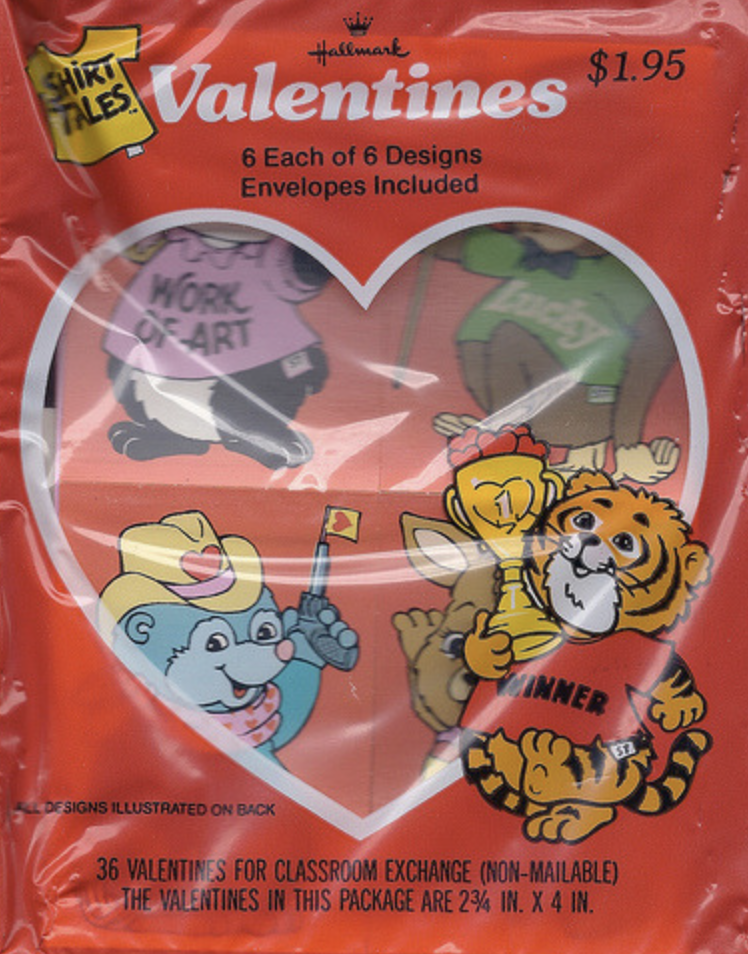 Hallmark
$1.95
SHIRT
TALES
Valentines
6 Each of 6 Designs
Envelopes Included
WORK
OF ART
Lucky
1
WINNER
S.T.
ALL DESIGNS ILLUSTRATED ON BACK
36 VALENTINES FOR CLASSROOM EXCHANGE (NON-MAILABLE)
THE VALENTINES IN THIS PACKAGE ARE 2¾ IN. X 4 IN.